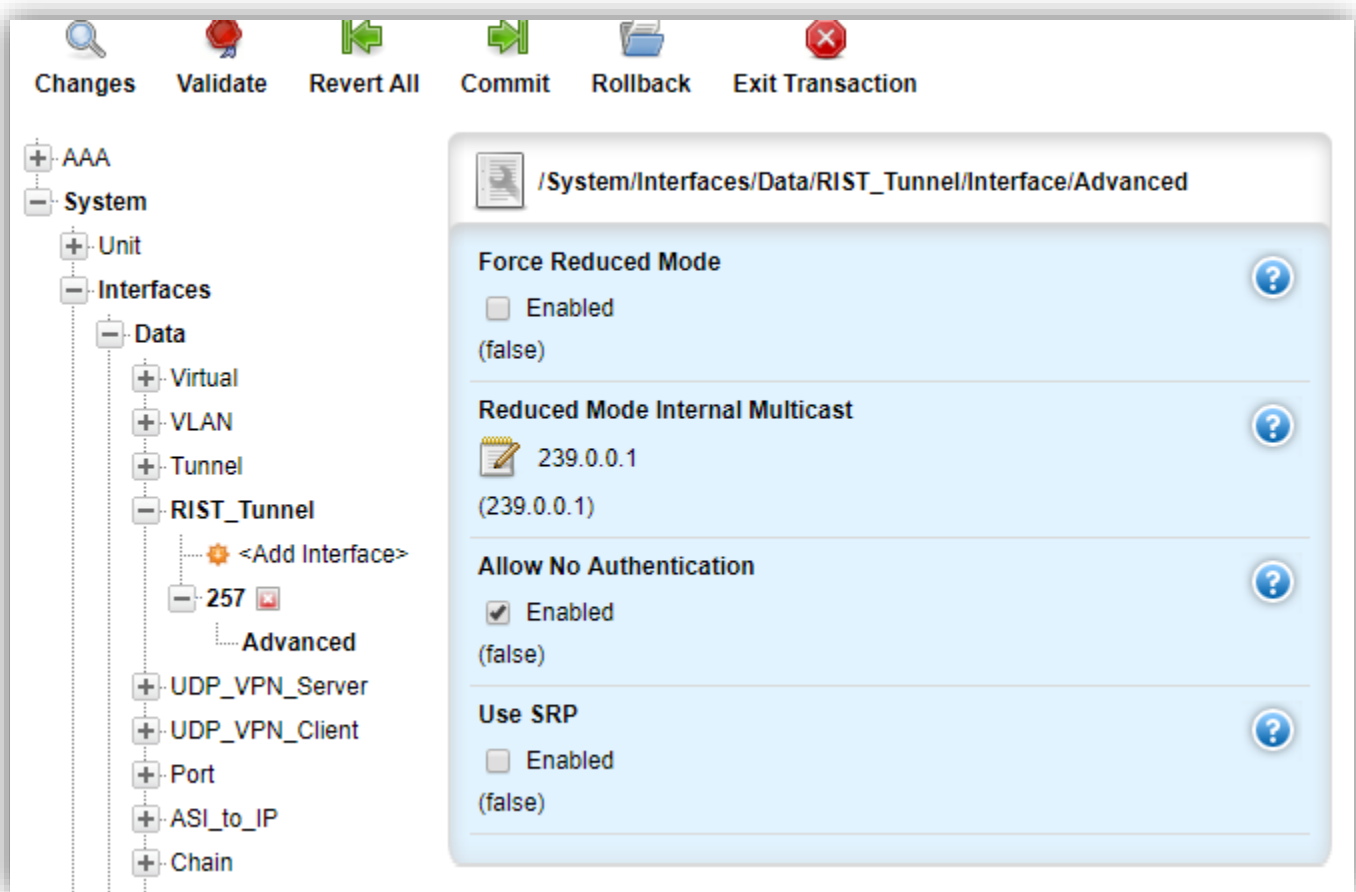 Changes Validate Revert All Commit Rollback Exit Transaction
AAA
System
Unit
Interfaces
Data
Virtual
VLAN
Tunnel
RIST_Tunnel
<Add Interface>
257
Advanced
UDP_VPN_Server
UDP_VPN_Client
Port
ASI_to_IP
Chain
/System/Interfaces/Data/RIST_Tunnel/Interface/Advanced
Force Reduced Mode
Enabled
(false)
Reduced Mode Internal Multicast
239.0.0.1
(239.0.0.1)
Allow No Authentication
Enabled
(false)
Use SRP
Enabled
(false)